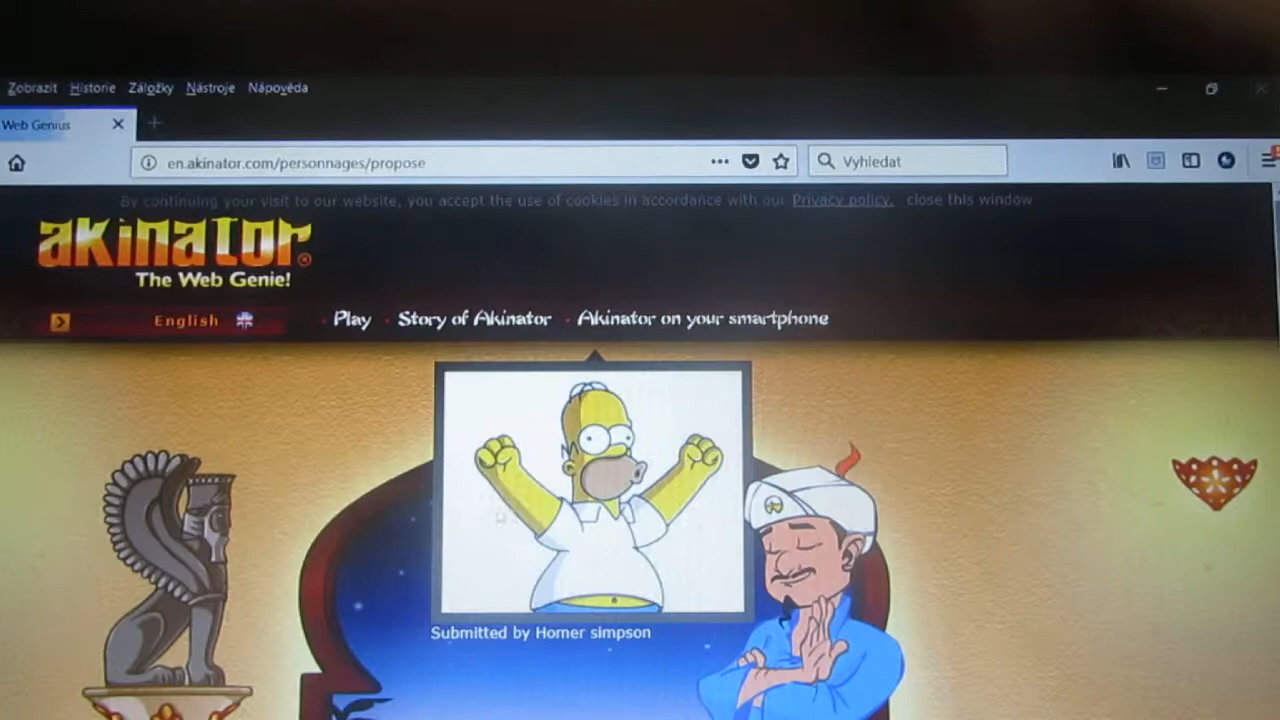 Zobrazit Historie Záložky Nástroje Nápověda
Web Genius
en.akinator.com/personnages/propose
Vyhledat
By continuing your visit to our website, you accept the use of cookies in accordance with our Privacy policy. close this window
akinator®
The Web Genie!
English Play Story of Akinator Akinator on your smartphone
Submitted by Homer simpson